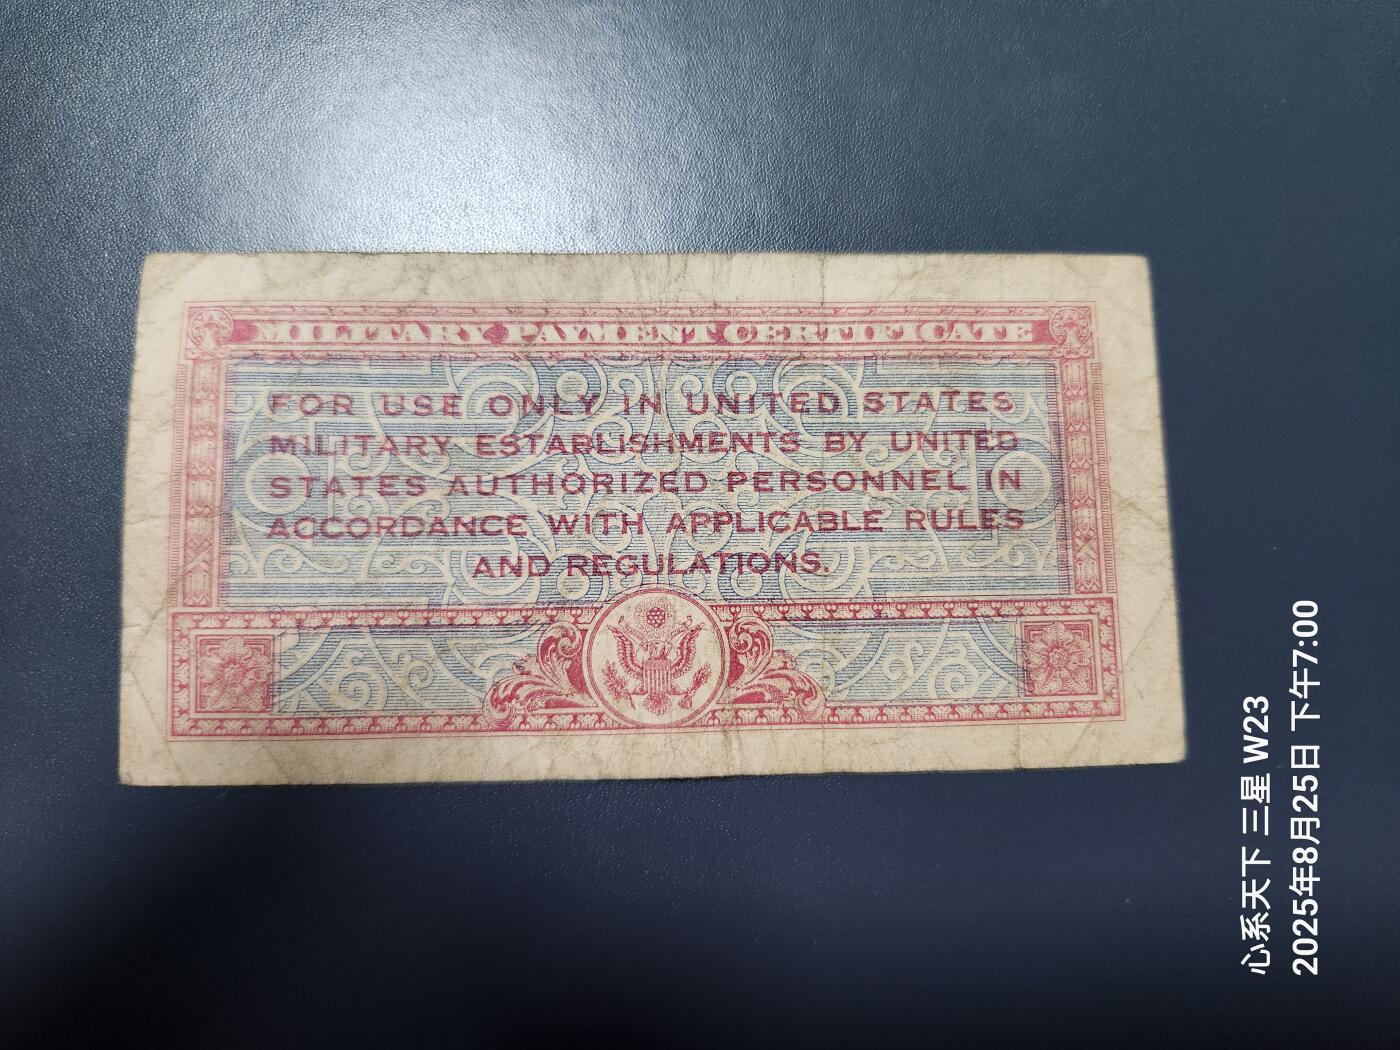 MILITARY PAYMENT CERTIFICATE
FOR USE ONLY IN UNITED STATES
MILITARY ESTABLISHMENTS BY UNITED
STATES AUTHORIZED PERSONNEL IN
ACCORDANCE WITH APPLICABLE RULES
AND REGULATIONS.
心系天下 三星 W23
2025年8月25日 下午7:00